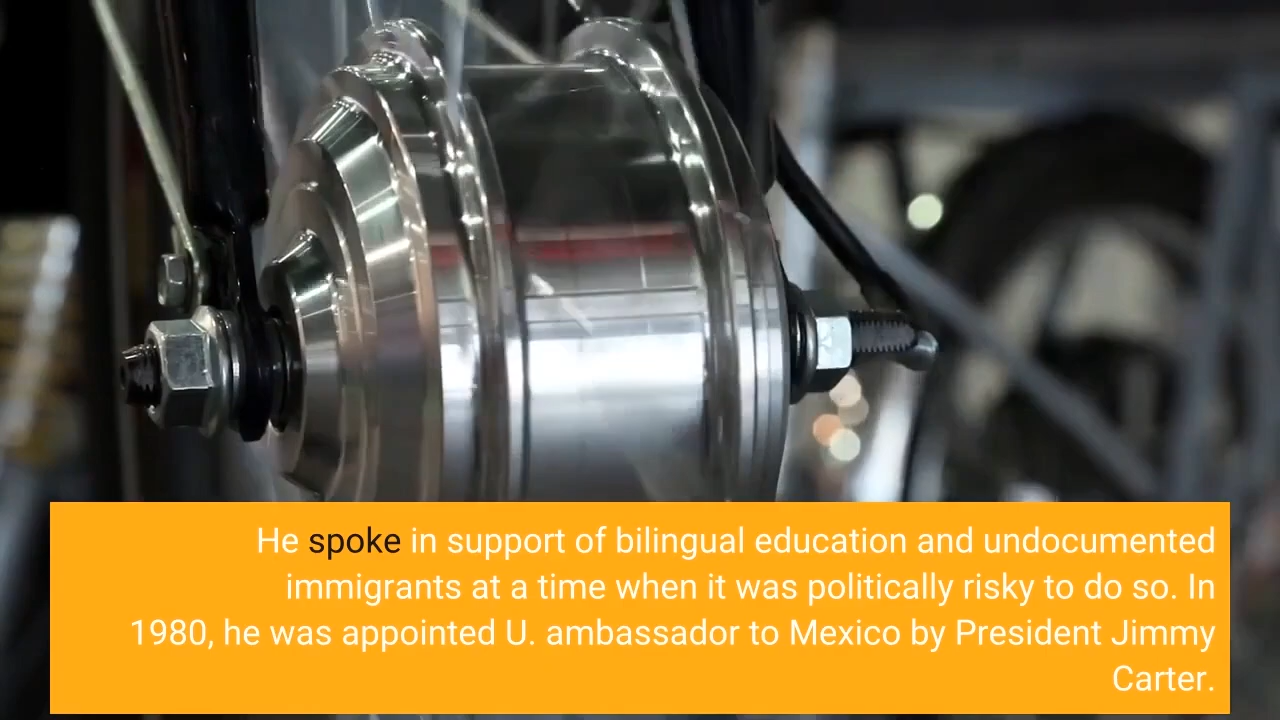 He spoke in support of bilingual education and undocumented
immigrants at a time when it was politically risky to do so. In
1980, he was appointed U. ambassador to Mexico by President Jimmy
Carter.